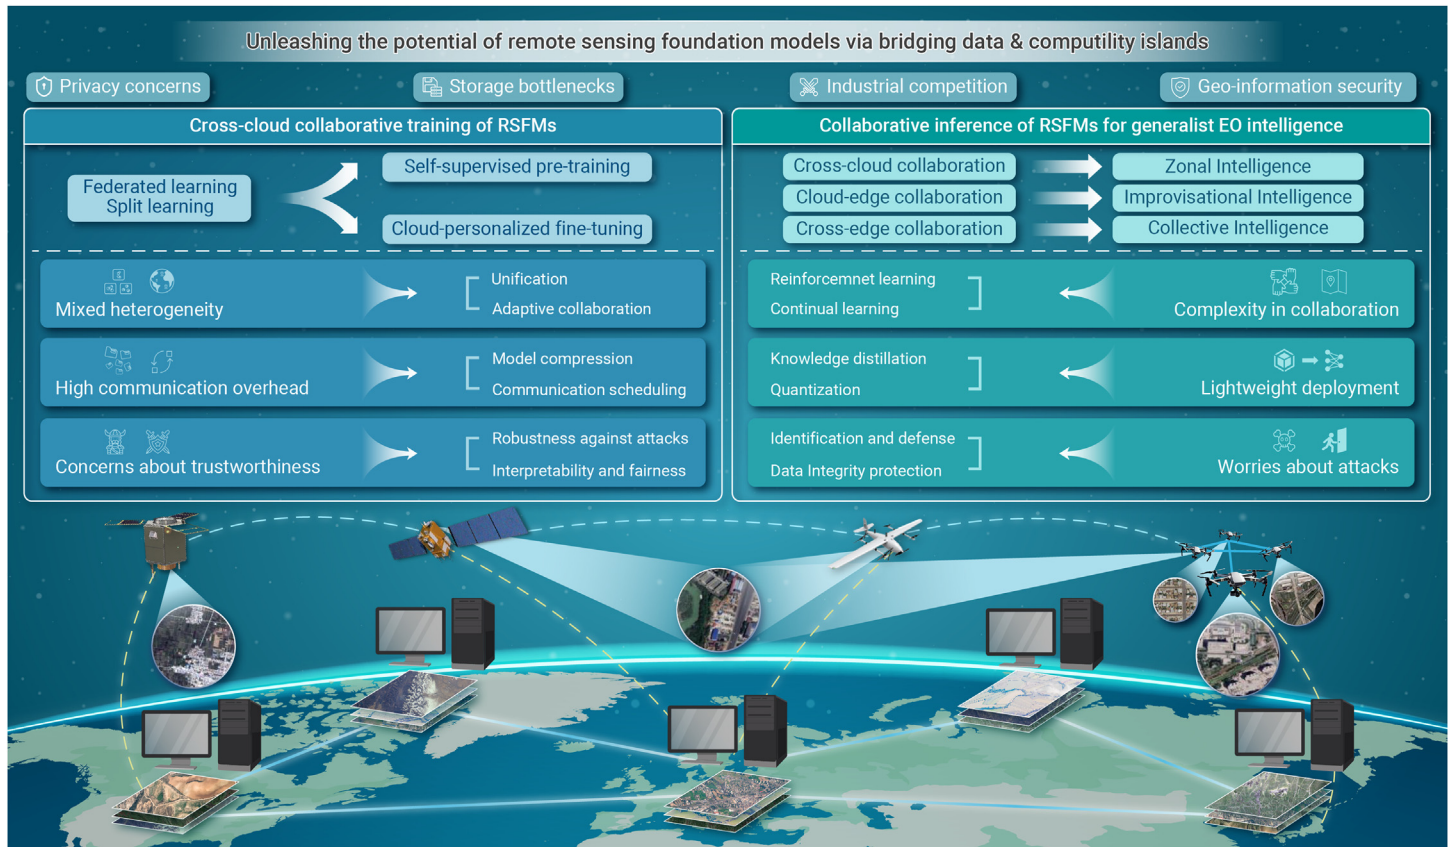 Unleashing the potential of remote sensing foundation models via bridging data & computility islands
Privacy concerns
Storage bottlenecks
Industrial competition
Geo-information security
Cross-cloud collaborative training of RSFMs
Federated learning
Split learning
Self-supervised pre-training
Cloud-personalized fine-tuning
Mixed heterogeneity
Unification
Adaptive collaboration
High communication overhead
Model compression
Communication scheduling
Concerns about trustworthiness
Robustness against attacks
Interpretability and fairness
Collaborative inference of RSFMs for generalist EO intelligence
Cross-cloud collaboration
Zonal Intelligence
Cloud-edge collaboration
Improvisational Intelligence
Cross-edge collaboration
Collective Intelligence
Reinforcemnet learning
Continual learning
Complexity in collaboration
Knowledge distillation
Quantization
Lightweight deployment
Identification and defense
Data Integrity protection
Worries about attacks